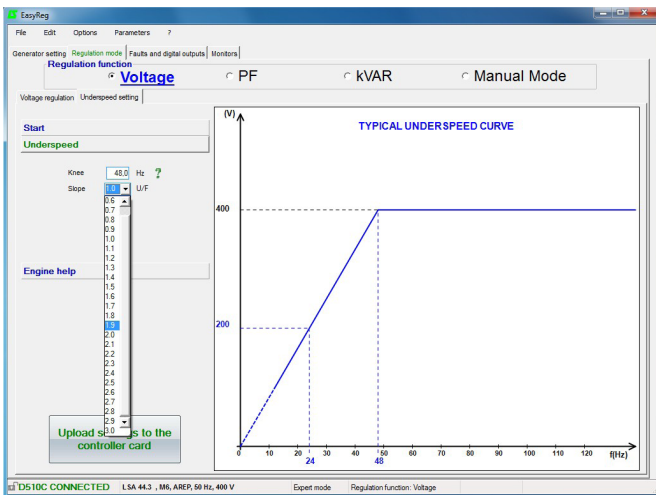 EasyReg
File Edit Options Parameters ?
Generator setting Regulation mode Faults and digital outputs Monitors
Regulation function
Voltage PF kVAR Manual Mode
Voltage regulation Underspeed setting
Start
Underspeed
Knee 48.0 Hz ?
Slope 1.0 U/F
0.6
0.7
0.8
0.9
1.0
1.1
1.2
1.3
1.4
1.5
1.6
1.7
1.8
1.9
2.0
2.1
2.2
2.3
2.4
2.5
2.6
2.7
2.8
2.9
3.0
Engine help
Upload s s to the
controller card
(V)
TYPICAL UNDERSPEED CURVE
400
200
0 10 20 30 40 50 60 70 80 90 100 110 120 f(Hz)
24 48
D510C CONNECTED LSA 44.3 , M6, AREP, 50 Hz, 400 V Expert mode Regulation function: Voltage